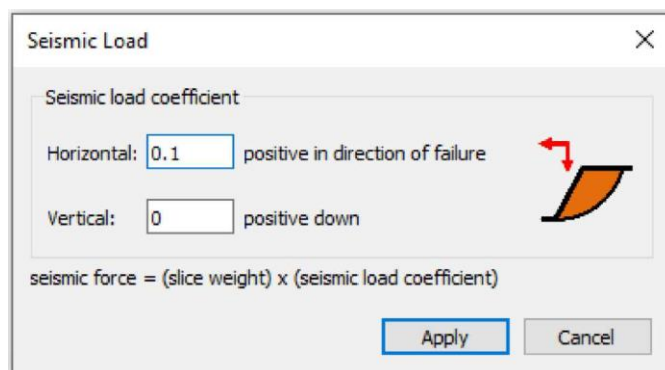 Seismic Load
Seismic load coefficient
Horizontal: 0.1 positive in direction of failure
Vertical: 0 positive down
seismic force = (slice weight) x (seismic load coefficient)
Apply Cancel